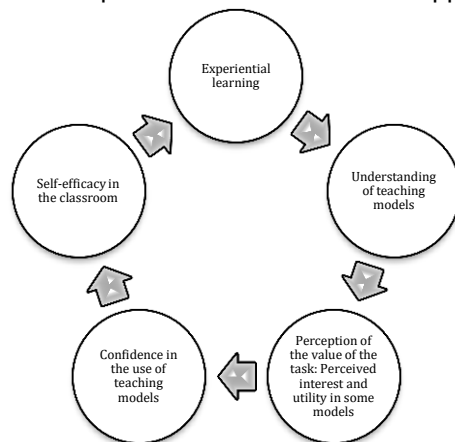 Experiential
learning
Understanding
of teaching
models
Perception of
the value of the
task: Perceived
interest and
utility in some
models
Confidence in
the use of
teaching
models
Self-efficacy in
the classroom